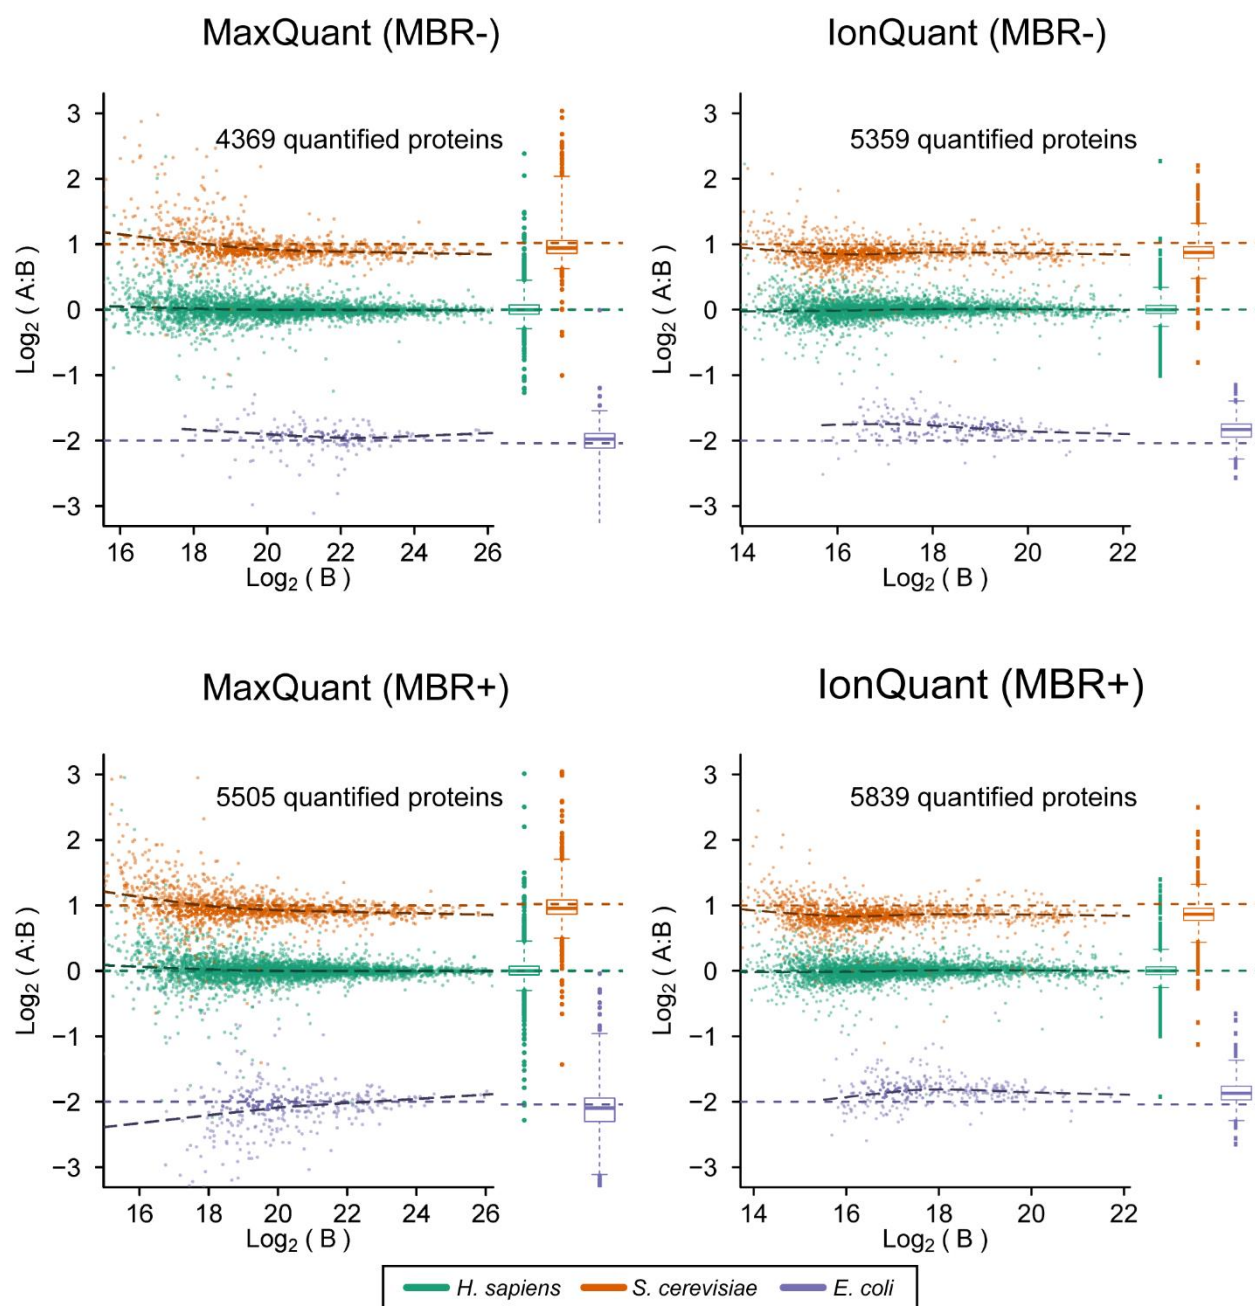 MaxQuant (MBR-)
IonQuant (MBR-)
4369 quantified proteins
Log2 ( A:B )
3
2
1
0
−1
−2
−3
16 18 20 22 24 26
Log2 ( B )
5359 quantified proteins
Log2 ( A:B )
3
2
1
0
−1
−2
−3
14 16 18 20 22
Log2 ( B )
MaxQuant (MBR+)
IonQuant (MBR+)
5505 quantified proteins
Log2 ( A:B )
3
2
1
0
−1
−2
−3
16 18 20 22 24 26
Log2 ( B )
5839 quantified proteins
Log2 ( A:B )
3
2
1
0
−1
−2
−3
14 16 18 20 22
Log2 ( B )
H. sapiens S. cerevisiae E. coli